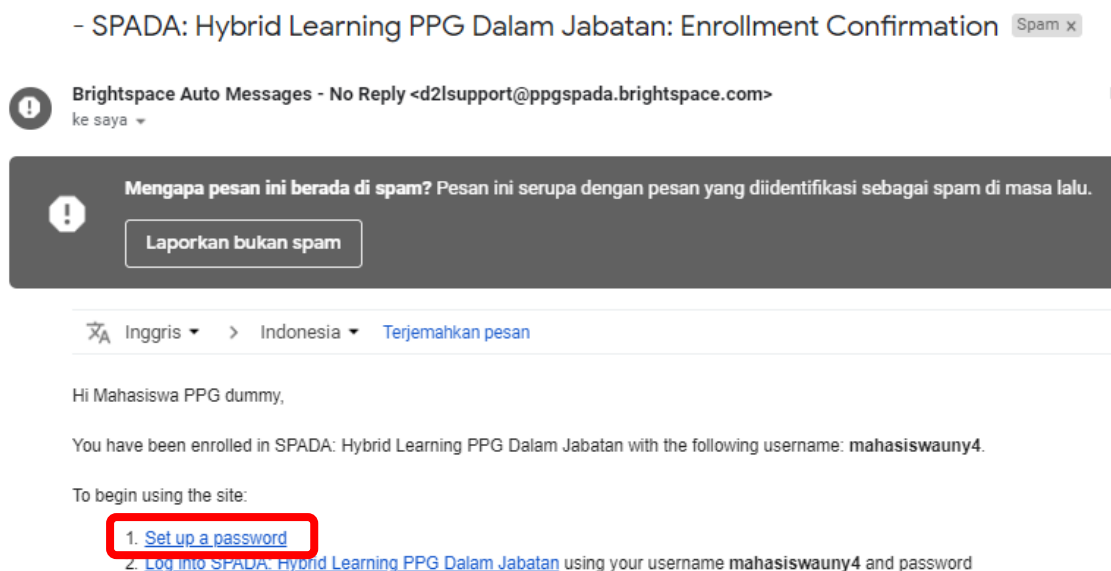 - SPADA: Hybrid Learning PPG Dalam Jabatan: Enrollment Confirmation Spam x
Brightspace Auto Messages - No Reply <d2lsupport@ppgspada.brightspace.com>
ke saya
Mengapa pesan ini berada di spam? Pesan ini serupa dengan pesan yang diidentifikasi sebagai spam di masa lalu.
Laporkan bukan spam
Inggris > Indonesia Terjemahkan pesan
Hi Mahasiswa PPG dummy,
You have been enrolled in SPADA: Hybrid Learning PPG Dalam Jabatan with the following username: mahasiswauny4.
To begin using the site:
1. Set up a password
2. Log into SPADA: Hybrid Learning PPG Dalam Jabatan using your username mahasiswauny4 and password